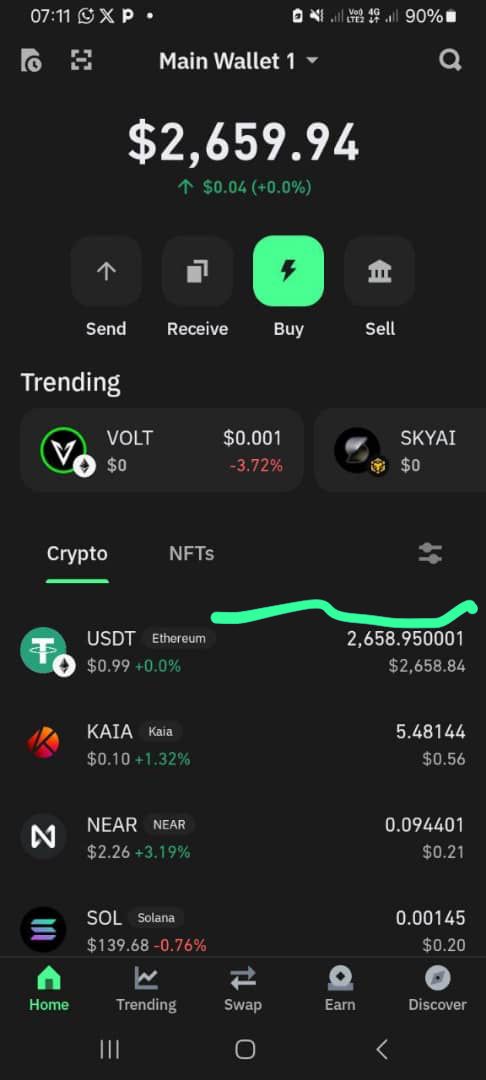 07:11 90%
Vo) 4G
LTE2
Main Wallet 1
$2,659.94
↑ $0.04 (+0.0%)
Send Receive Buy Sell
Trending
VOLT $0.001 SKYAI
$0 -3.72% $0
Crypto NFTs
USDT Ethereum 2,658.950001
$0.99 +0.0% $2,658.84
KAIA Kaia 5.48144
$0.10 +1.32% $0.56
NEAR NEAR 0.094401
$2.26 +3.19% $0.21
SOL Solana 0.00145
$139.68 -0.76% $0.20
Home Trending Swap Earn Discover